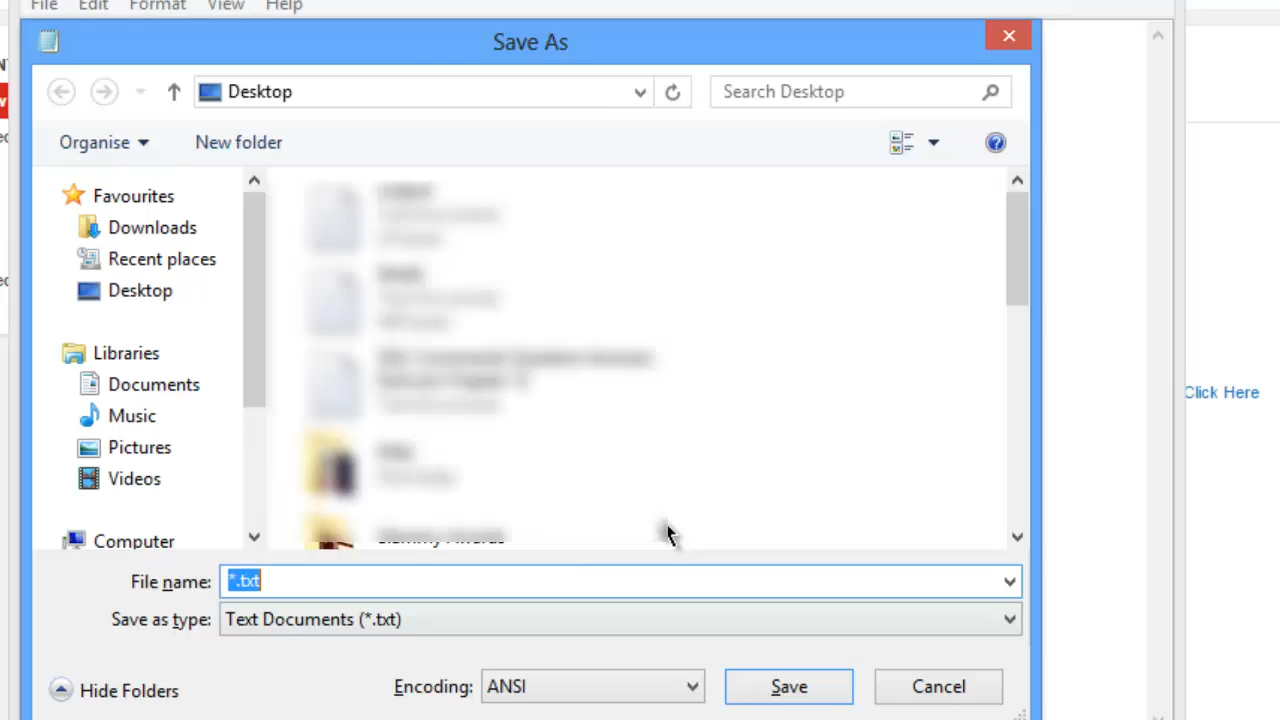 File Edit Format View Help
Save As
Desktop
Search Desktop
Organise
New folder
Favourites
Downloads
Recent places
Desktop
Libraries
Documents
Music
Pictures
Videos
Computer
Click Here
File name: *.txt
Save as type: Text Documents (*.txt)
Hide Folders
Encoding: ANSI
Save
Cancel